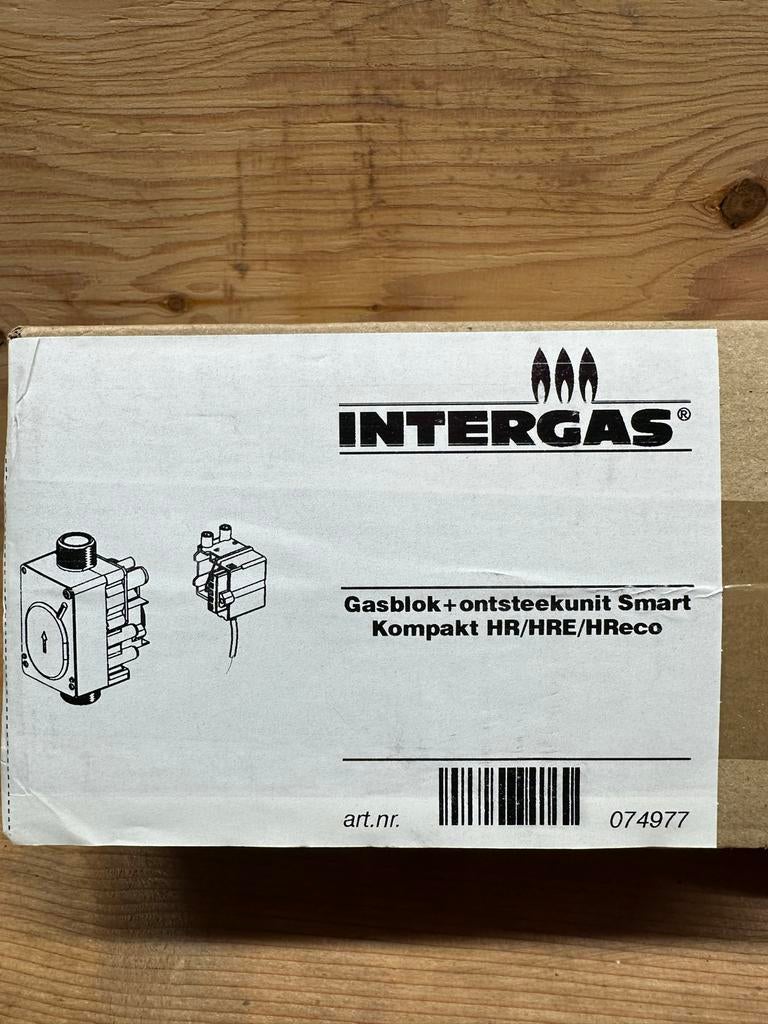 INTERGAS®
Gasblok+ontsteekunit Smart
Kompakt HR/HRE/HReco
art.nr. 074977